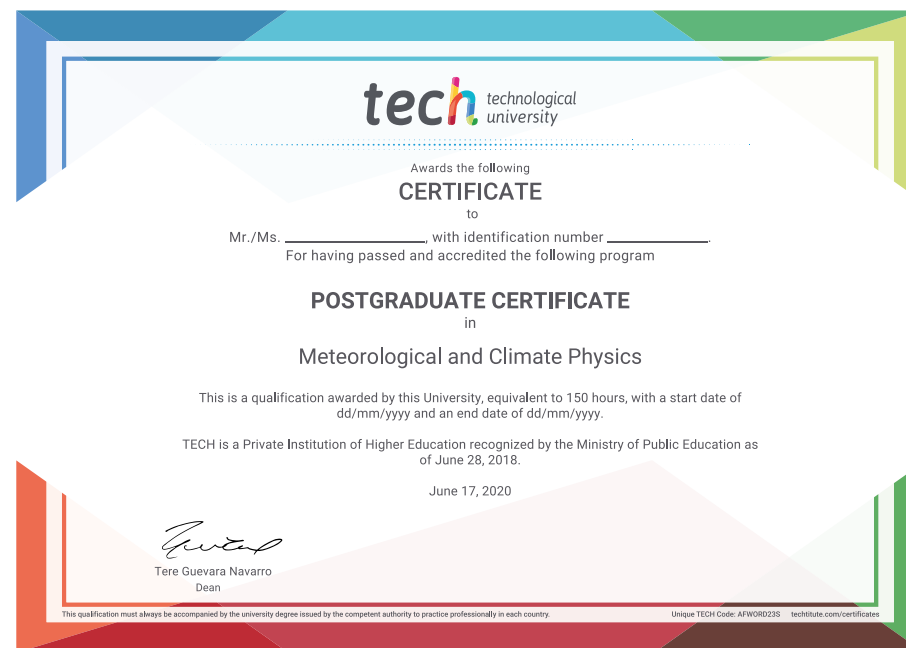 tech technological
university
Awards the following
CERTIFICATE
to
Mr./Ms. ____________________, with identification number ______________.
For having passed and accredited the following program
POSTGRADUATE CERTIFICATE
in
Meteorological and Climate Physics
This is a qualification awarded by this University, equivalent to 150 hours, with a start date of
dd/mm/yyyy and an end date of dd/mm/yyyy.
TECH is a Private Institution of Higher Education recognized by the Ministry of Public Education as
of June 28, 2018.
June 17, 2020
Tere Guevara Navarro
Dean
This qualification must always be accompanied by the university degree issued by the competent authority to practice professionally in each country. Unique TECH Code: AFWORD23S techtitute.com/certificates